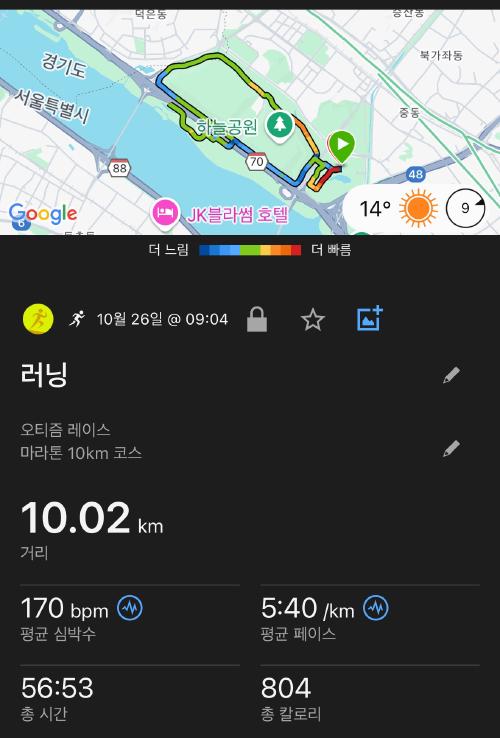 덕은동
증산동
경기도
북가좌동
서울특별시
하늘공원
중동
88
70
48
Google
JK블라썸 호텔
14°
9
더 느림
더 빠름
10월 26일 @ 09:04
러닝
오티즘 레이스
마라톤 10km 코스
10.02 km
거리
170 bpm
5:40 /km
평균 심박수
평균 페이스
56:53
804
총 시간
총 칼로리